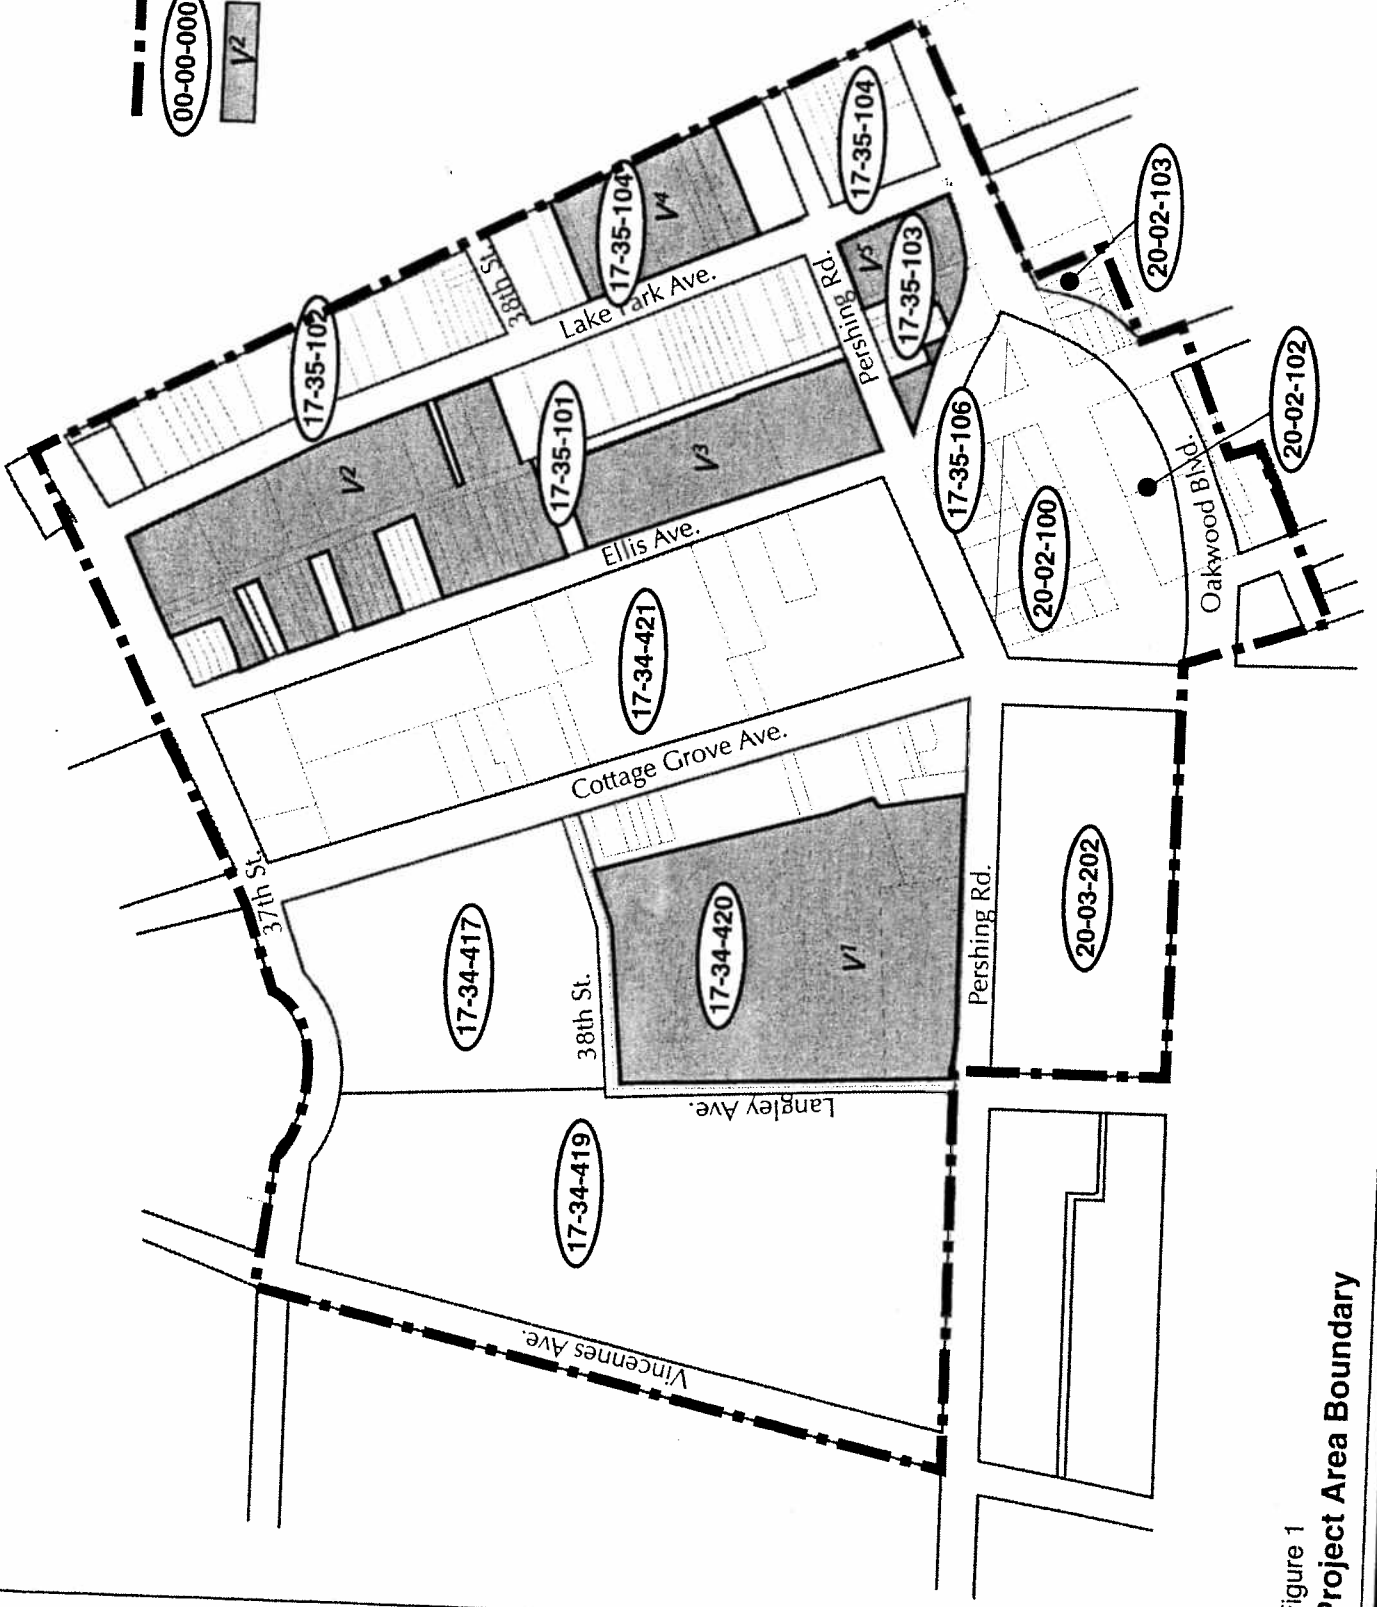 00-00-000
V2
17-35-102
38th St.
17-35-104
V4
17-35-104
Lake Park Ave.
Pershing Rd.
V5
17-35-103
20-02-103
V2
17-35-101
V3
Ellis Ave.
17-35-106
20-02-100
20-02-102
Oakwood Blvd.
17-34-421
Cottage Grove Ave.
37th St.
17-34-417
38th St.
17-34-420
V1
Pershing Rd.
20-03-202
Langley Ave.
17-34-419
Vincennes Ave.
igure 1
Project Area Boundary